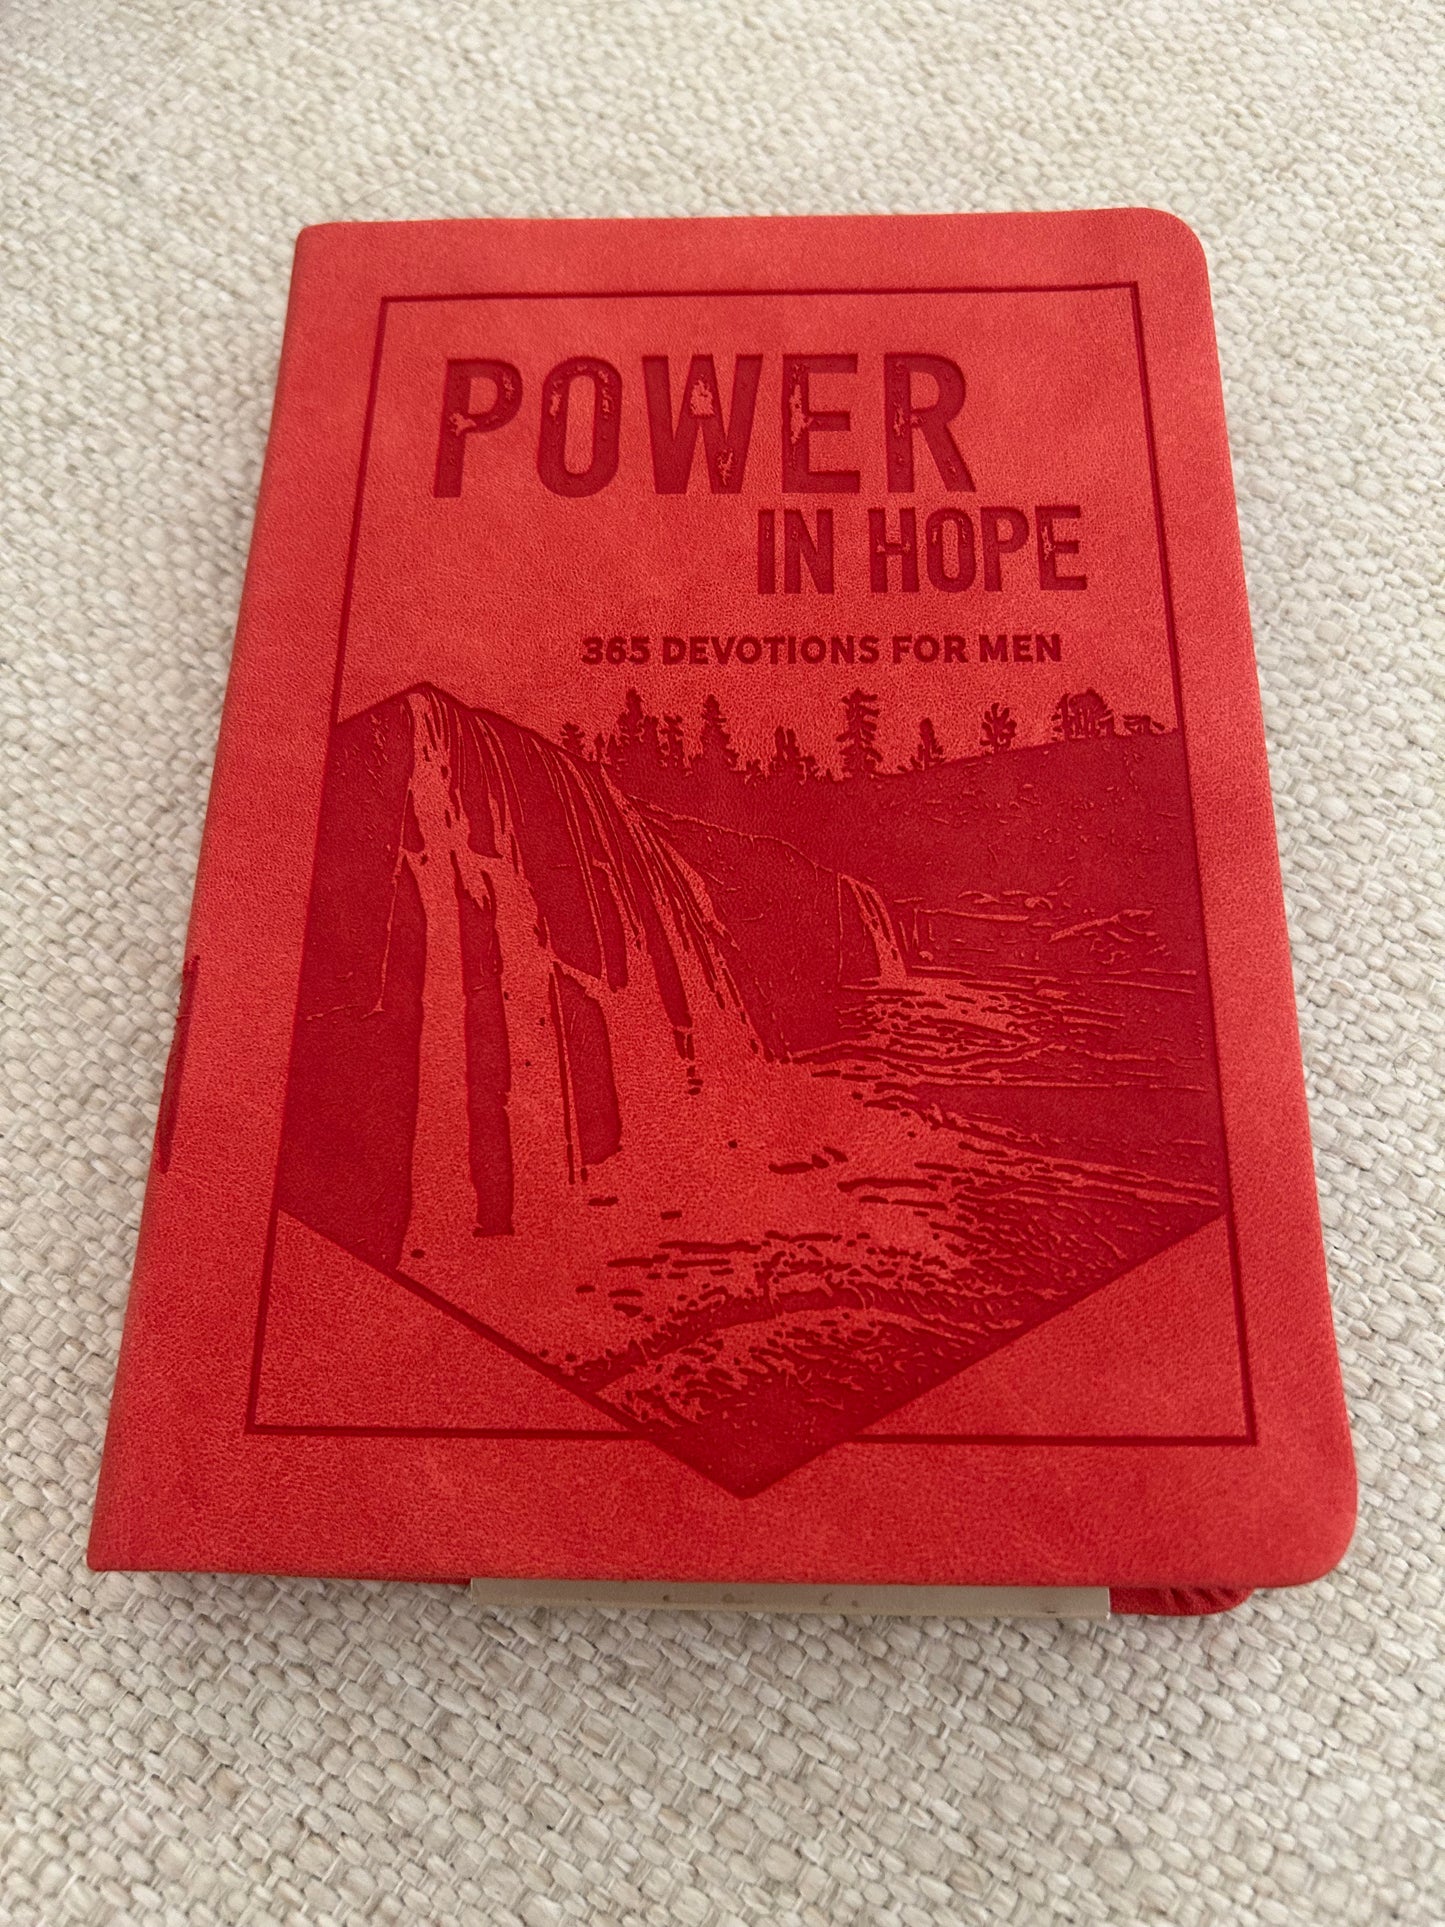 POWER
IN HOPE
365 DEVOTIONS FOR MEN